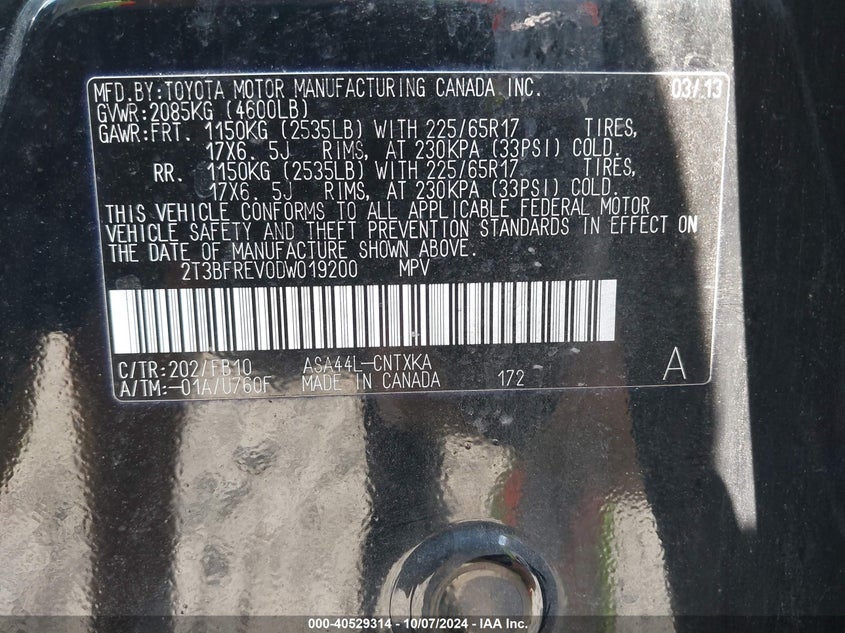 MFD.BY:TOYOTA MOTOR MANUFACTURING CANADA INC. 03/13
GVWR:2085KG (4600LB)
GAWR:FRT. 1150KG (2535LB) WITH 225/65R17 TIRES,
17X6. 5J RIMS, AT 230KPA (33PSI) COLD.
RR. 1150KG (2535LB) WITH 225/65R17 TIRES,
17X6. 5J RIMS, AT 230KPA (33PSI) COLD.
THIS VEHICLE CONFORMS TO ALL APPLICABLE FEDERAL MOTOR
VEHICLE SAFETY AND THEFT PREVENTION STANDARDS IN EFFECT ON
THE DATE OF MANUFACTURE SHOWN ABOVE.
2T3BFREV0DW019200 MPV
C/TR:202/FB10 ASA44L-CNTXKA A
A/TM:-01A/U760F MADE IN CANADA 172
000-40529314 - 10/07/2024 - IAA Inc.